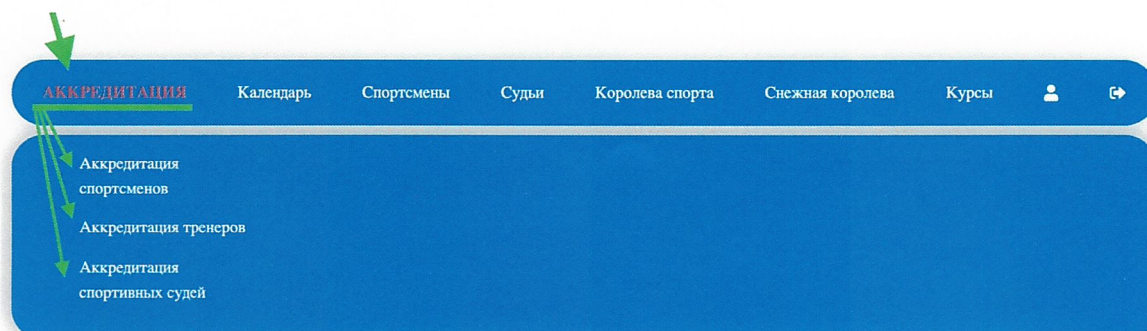 АККРЕДИТАЦИЯ Календарь Спортсмены Судьи Королева спорта Снежная королева Курсы
Аккредитация
спортсменов
Аккредитация тренеров
Аккредитация
спортивных судей